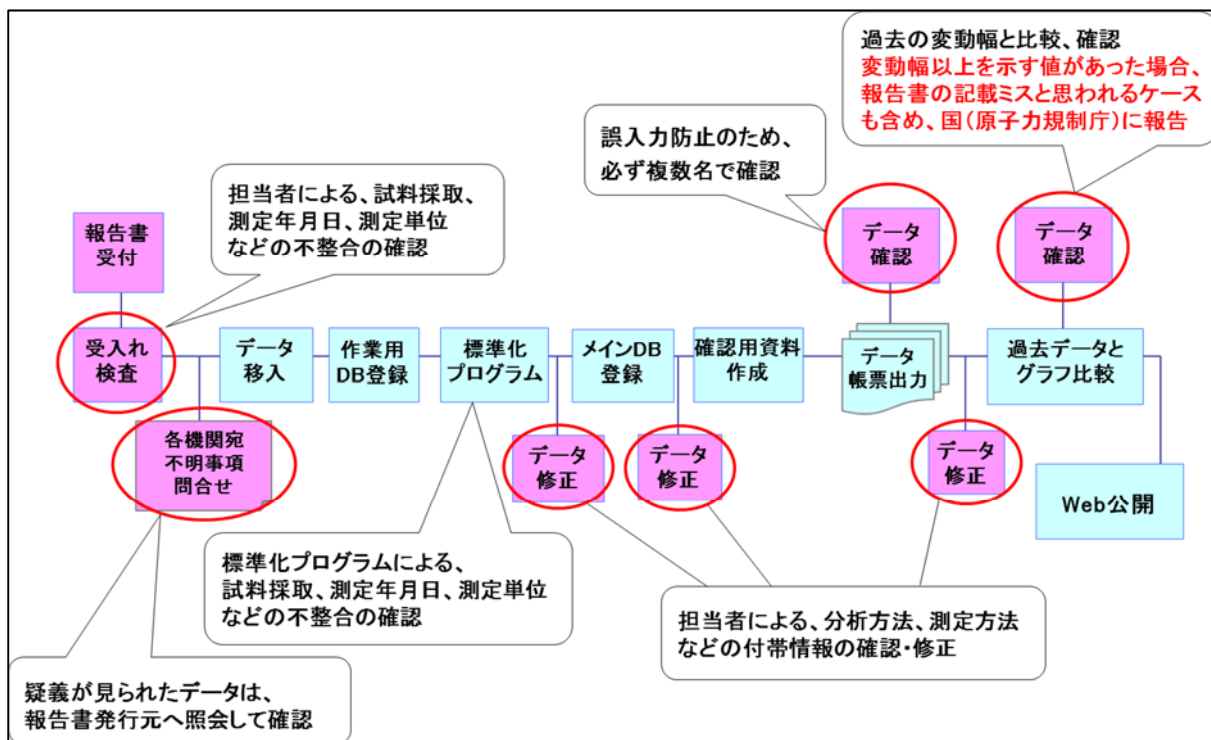 過去の変動幅と比較、確認
変動幅以上を示す値があった場合、
報告書の記載ミスと思われるケース
も含め、国(原子力規制庁)に報告
誤入力防止のため、
必ず複数名で確認
担当者による、試料採取、
測定年月日、測定単位
などの不整合の確認
報告書
受付
データ
確認
データ
確認
受入れ
検査
データ
移入
作業用
DB登録
標準化
プログラム
メインDB
登録
確認用資料
作成
データ
帳票出力
過去データと
グラフ比較
各機関宛
不明事項
問合せ
データ
修正
データ
修正
データ
修正
Web公開
標準化プログラムによる、
試料採取、測定年月日、測定単位
などの不整合の確認
担当者による、分析方法、測定方法
などの付帯情報の確認・修正
疑義が見られたデータは、
報告書発行元へ照会して確認